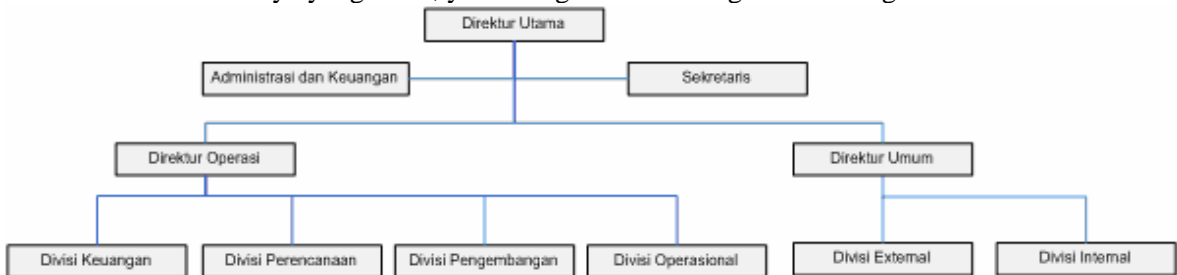 Direktur Utama
Administrasi dan Keuangan
Sekretaris
Direktur Operasi
Direktur Umum
Divisi Keuangan
Divisi Perencanaan
Divisi Pengembangan
Divisi Operasional
Divisi External
Divisi Internal